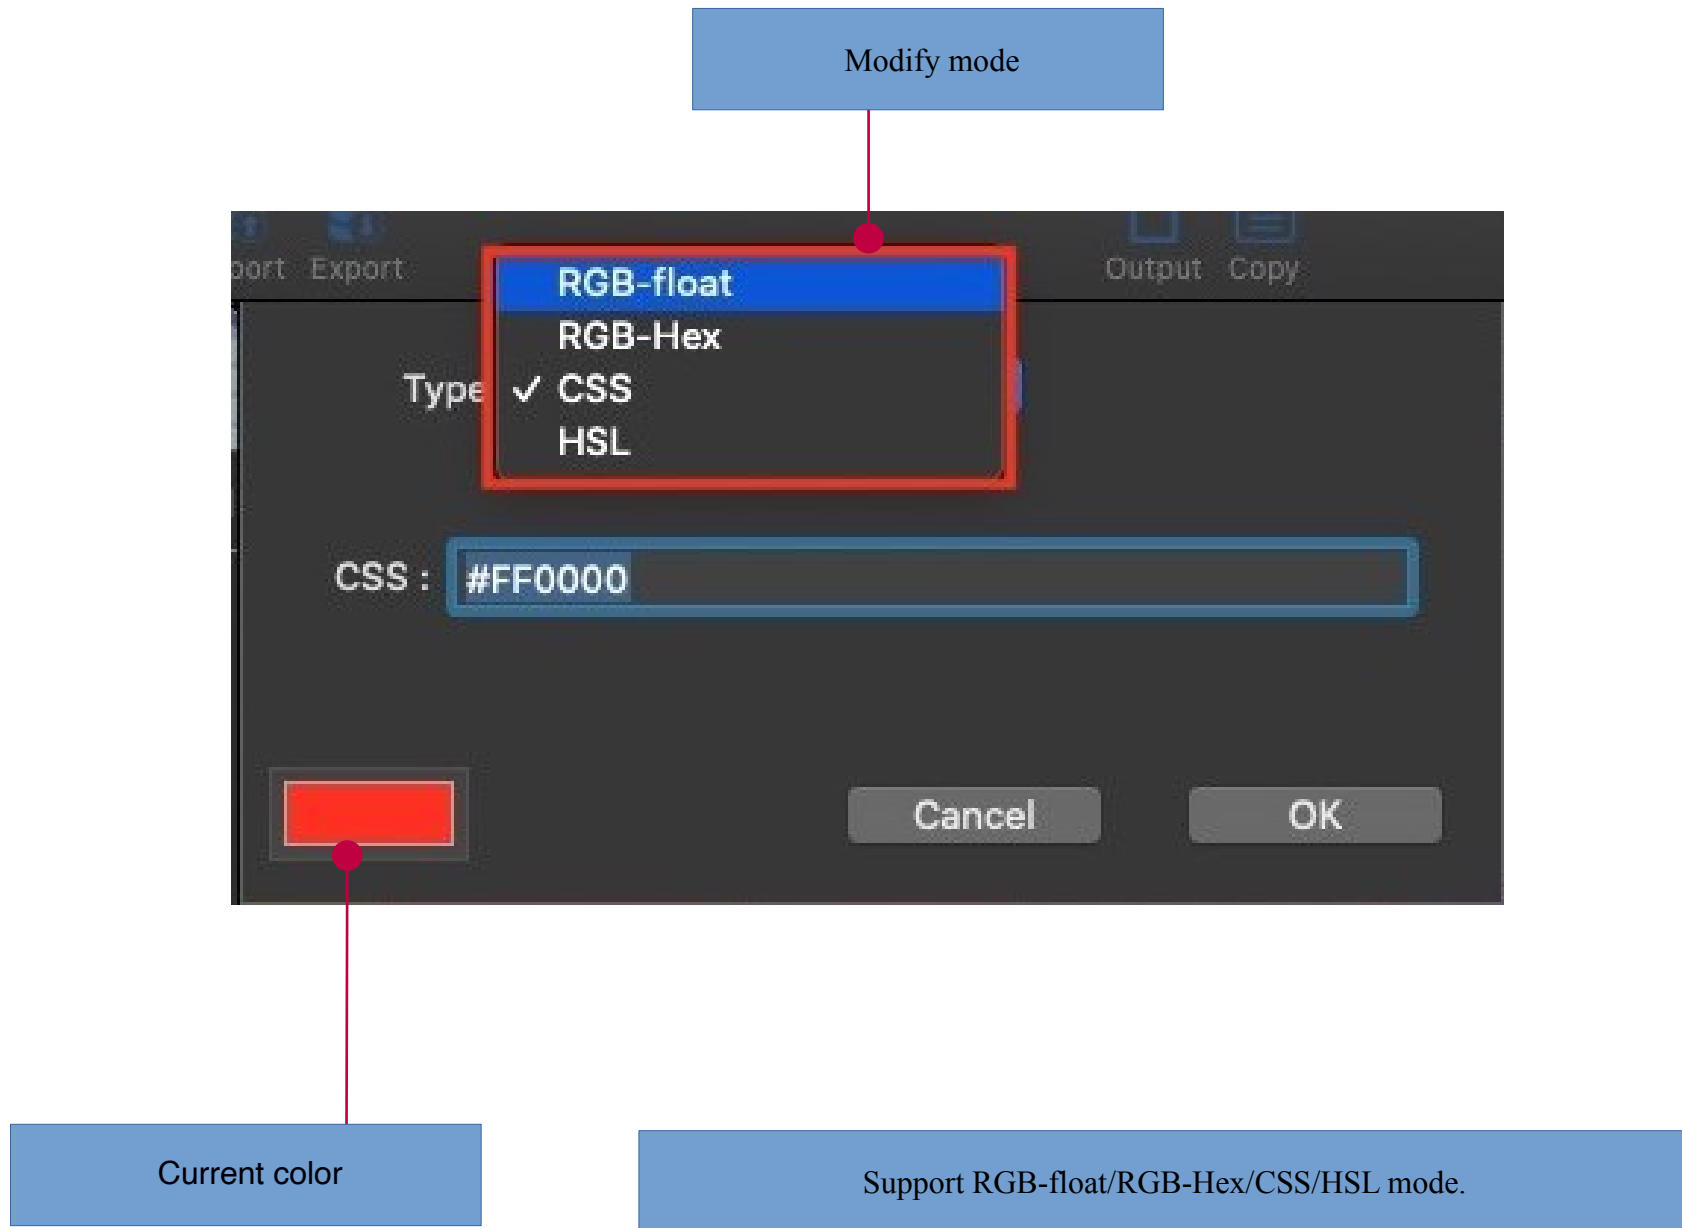 Modify mode
Export
Output Copy
RGB-float
RGB-Hex
Type ✓ CSS
HSL
CSS : #FF0000
Cancel OK
Current color
Support RGB-float/RGB-Hex/CSS/HSL mode.